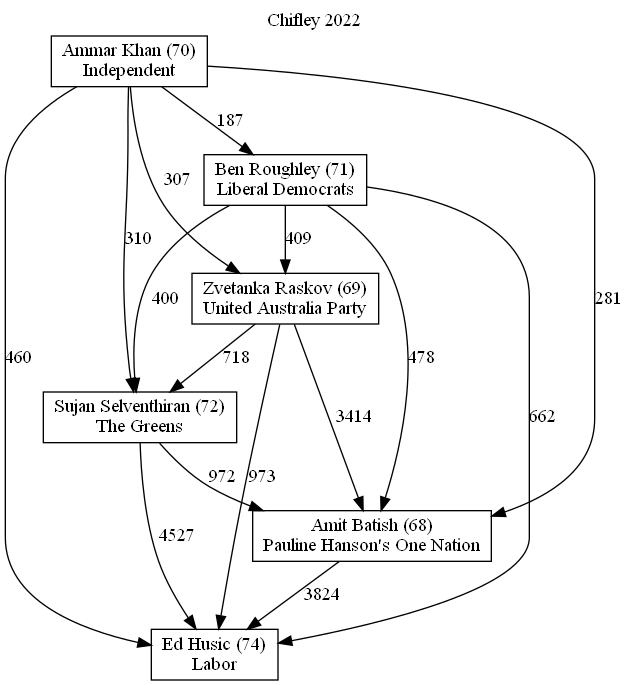 Chifley 2022
Ammar Khan (70)
Independent
187
Ben Roughley (71)
Liberal Democrats
307
310
400
409
Zvetanka Raskov (69)
United Australia Party
281
460
718
478
Sujan Selventhiran (72)
The Greens
3414
662
972
973
Amit Batish (68)
Pauline Hanson's One Nation
4527
3824
Ed Husic (74)
Labor